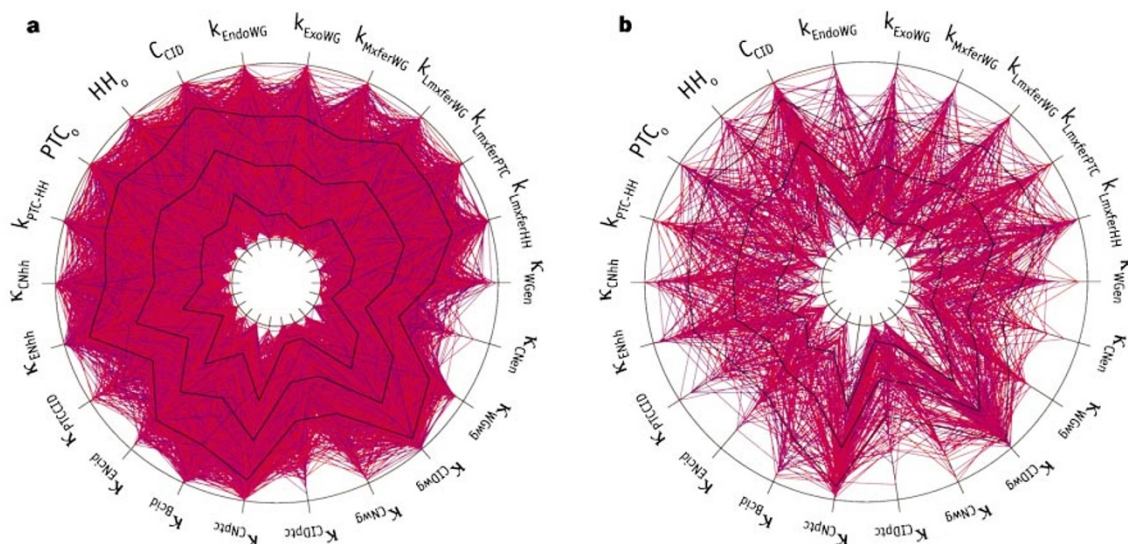 a
k_EndoWG
k_ExoWG
k_MxferWG
k_LmxferWG
k_LmxferPTC
k_LmxferHH
κ_WGen
κ_CNen
κ_WGwg
κ_CIDwg
κ_CNwg
κ_CIDptc
κ_CNptc
κ_Bcid
κ_ENcid
κ_PTCCID
κ_ENhh
κ_CNhh
k_PTC-HH
PTC_o
HH_o
C_CID
b
k_EndoWG
k_ExoWG
k_MxferWG
k_LmxferWG
k_LmxferPTC
k_LmxferHH
κ_WGen
κ_CNen
κ_WGwg
κ_CIDwg
κ_CNwg
κ_CIDptc
κ_CNptc
κ_Bcid
κ_ENcid
κ_PTCCID
κ_ENhh
κ_CNhh
k_PTC-HH
PTC_o
HH_o
C_CID